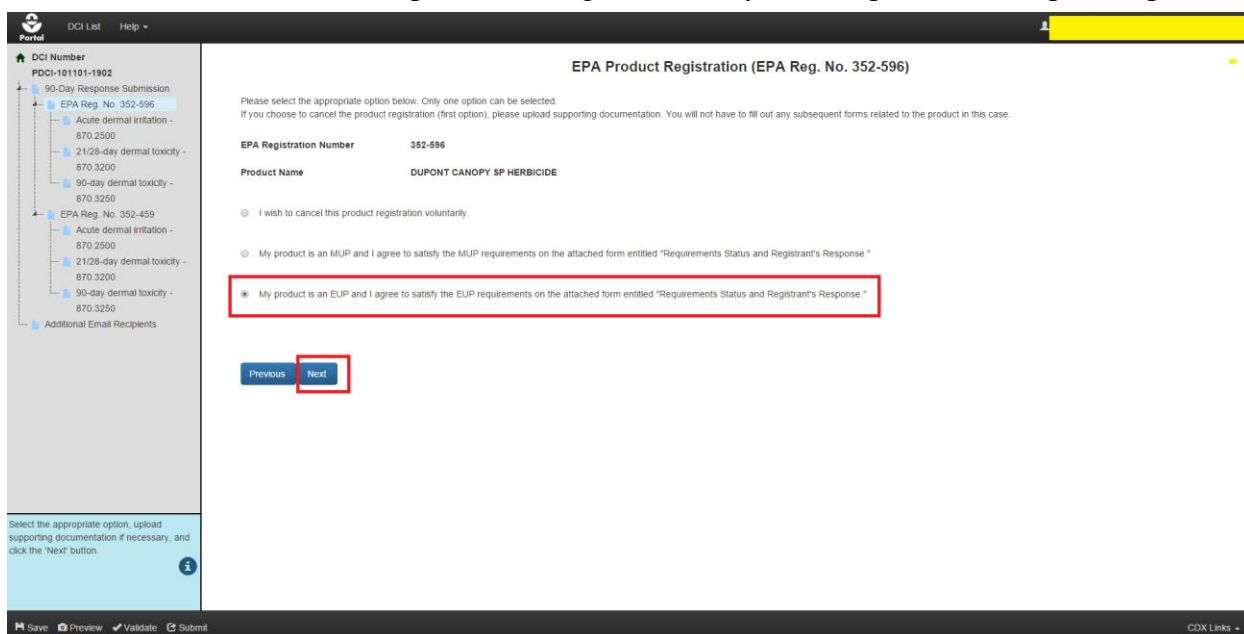 Portal
DCI List Help
DCI Number
PDCI-101101-1902
90-Day Response Submission
EPA Reg. No. 352-596
Acute dermal irritation -
870.2500
21/28-day dermal toxicity -
870.3200
90-day dermal toxicity -
870.3250
EPA Reg. No. 352-459
Acute dermal irritation -
870.2500
21/28-day dermal toxicity -
870.3200
90-day dermal toxicity -
870.3250
Additional Email Recipients
Select the appropriate option, upload
supporting documentation if necessary, and
click the 'Next' button.
EPA Product Registration (EPA Reg. No. 352-596)
Please select the appropriate option below. Only one option can be selected.
If you choose to cancel the product registration (first option), please upload supporting documentation. You will not have to fill out any subsequent forms related to the product in this case.
EPA Registration Number 352-596
Product Name DUPONT CANOPY SP HERBICIDE
I wish to cancel this product registration voluntarily.
My product is an MUP and I agree to satisfy the MUP requirements on the attached form entitled "Requirements Status and Registrant's Response."
My product is an EUP and I agree to satisfy the EUP requirements on the attached form entitled "Requirements Status and Registrant's Response."
Previous Next
Save Preview Validate Submit CDX Links